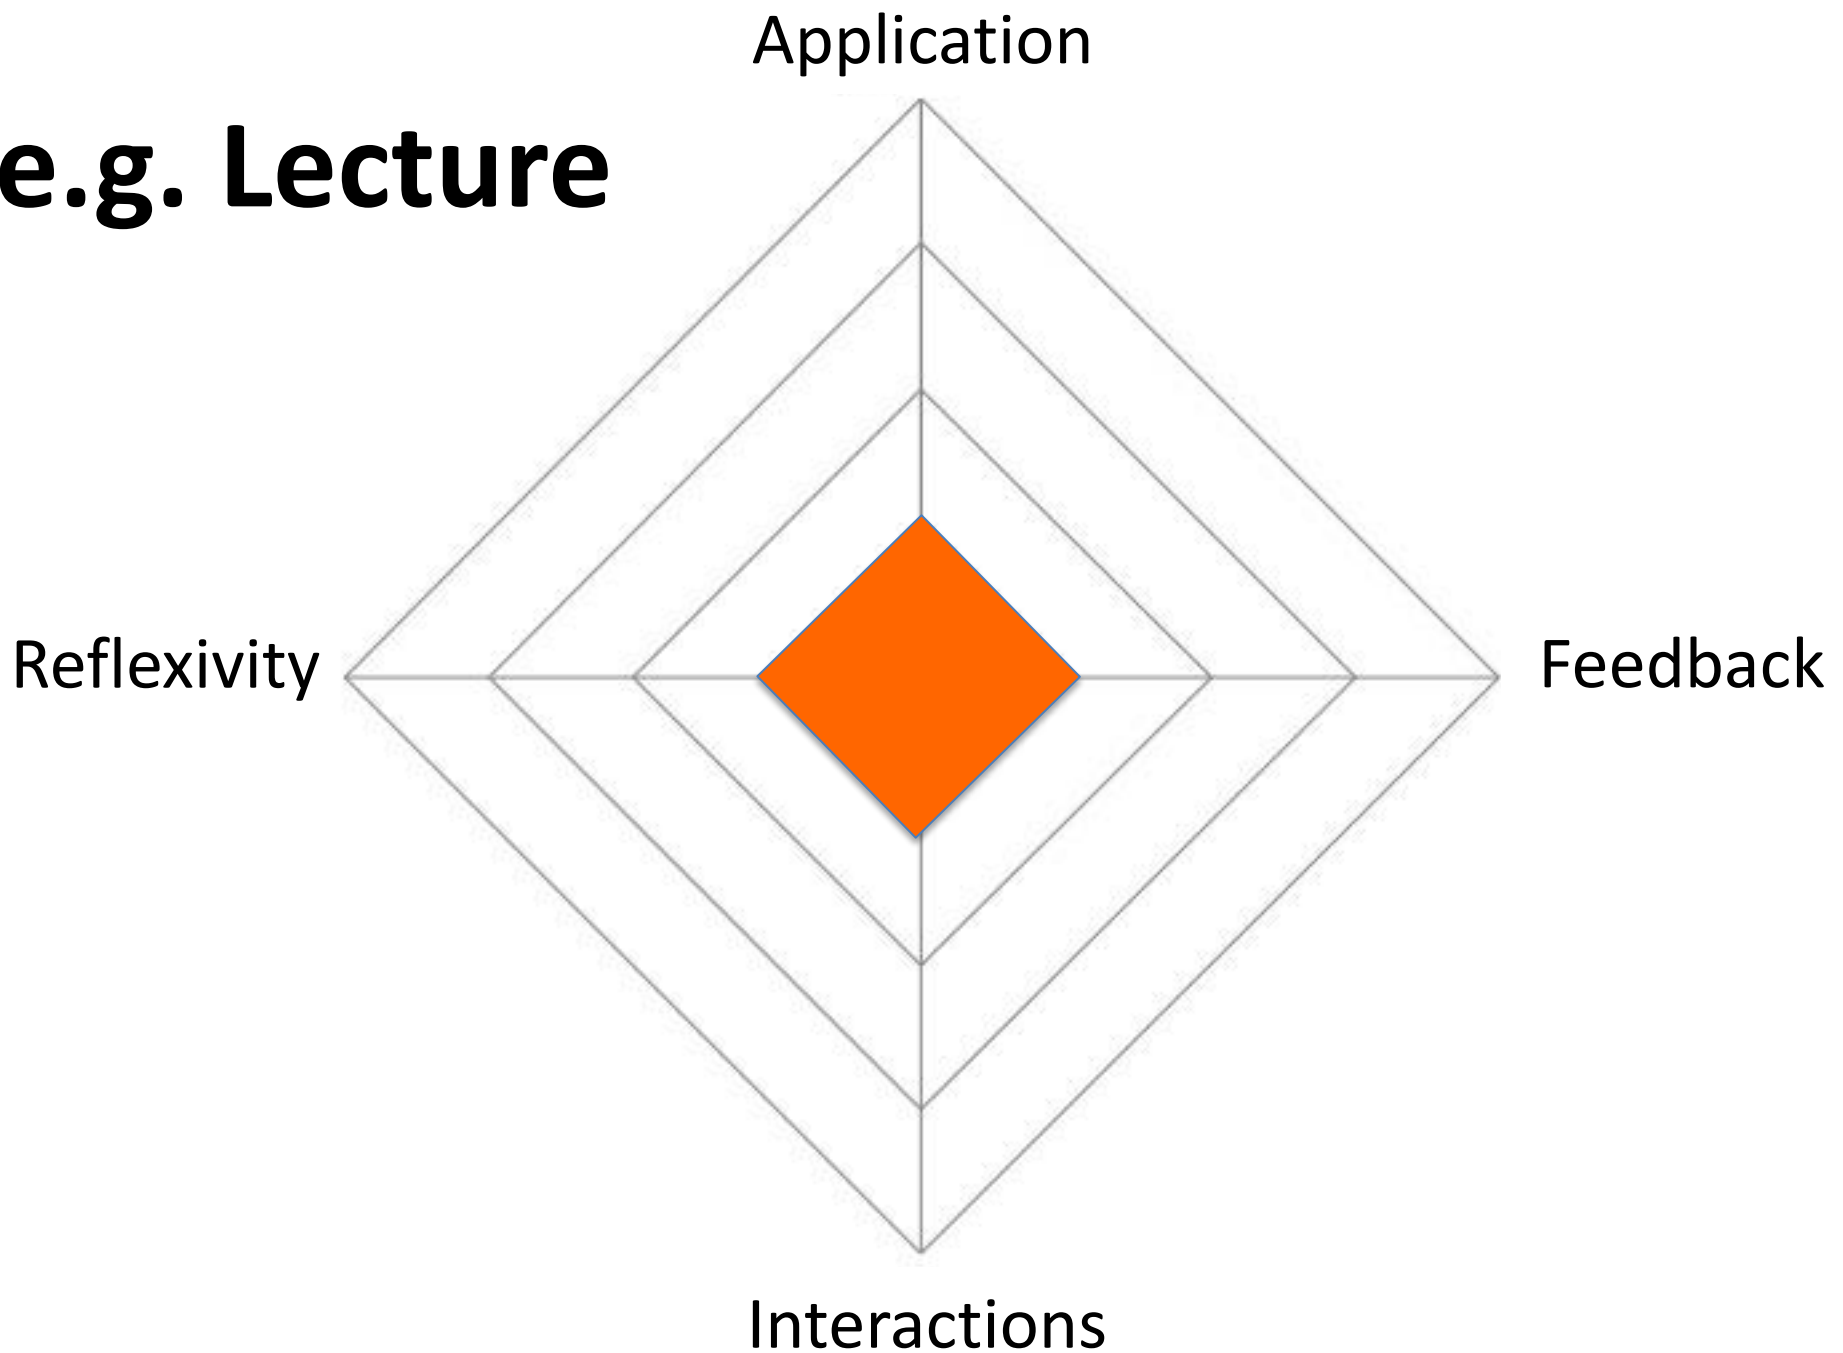 Application
e.g. Lecture
Reflexivity
Feedback
Interactions